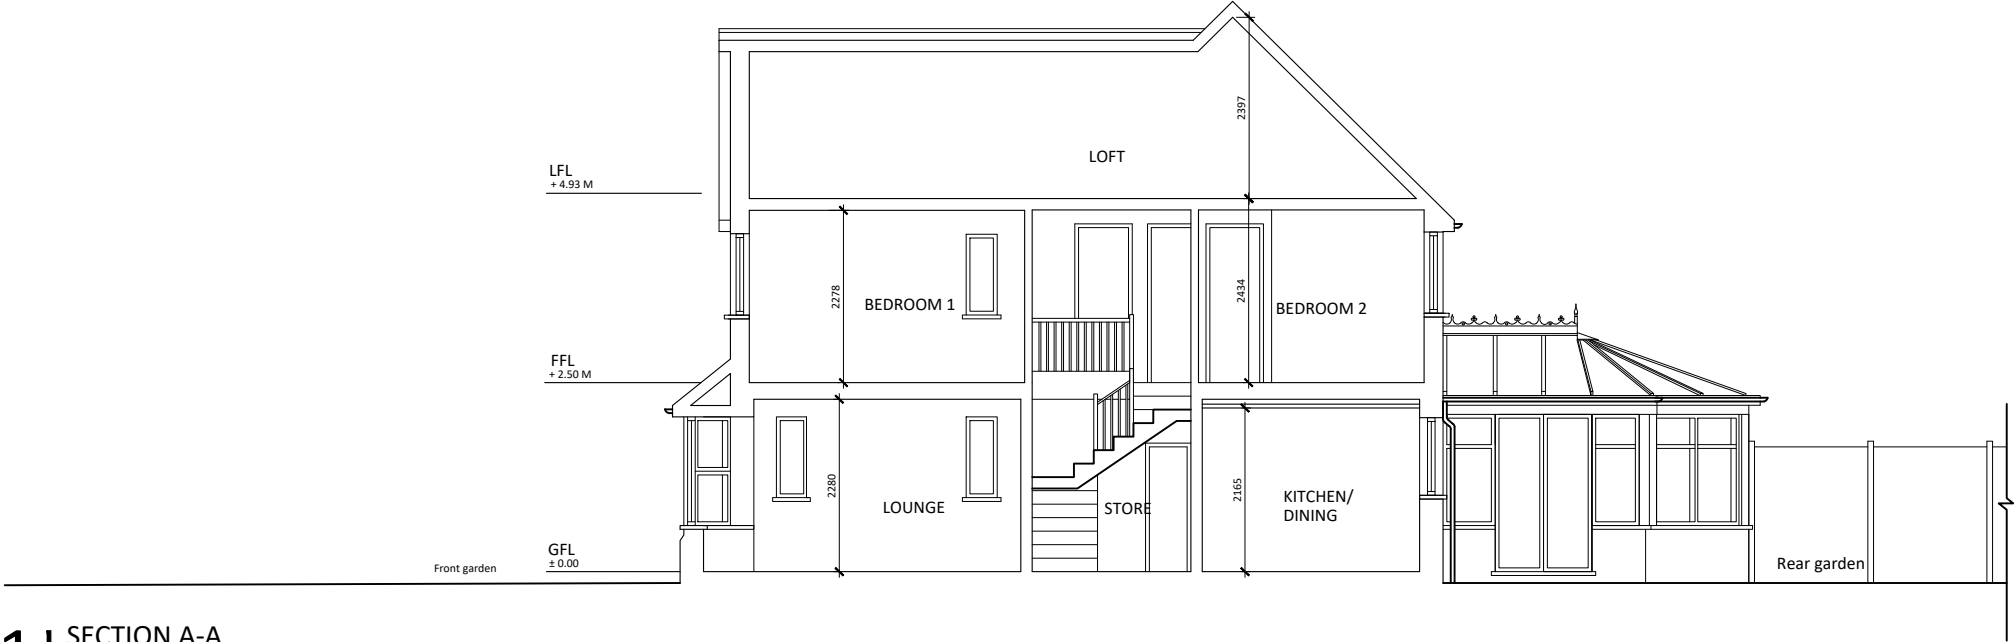 2397
LOFT
LFL
+ 4.93 M
2278
BEDROOM 1
2434
BEDROOM 2
FFL
+ 2.50 M
2280
LOUNGE
STORE
2165
KITCHEN/
DINING
GFL
± 0.00
Front garden
Rear garden
1
SECTION A-A